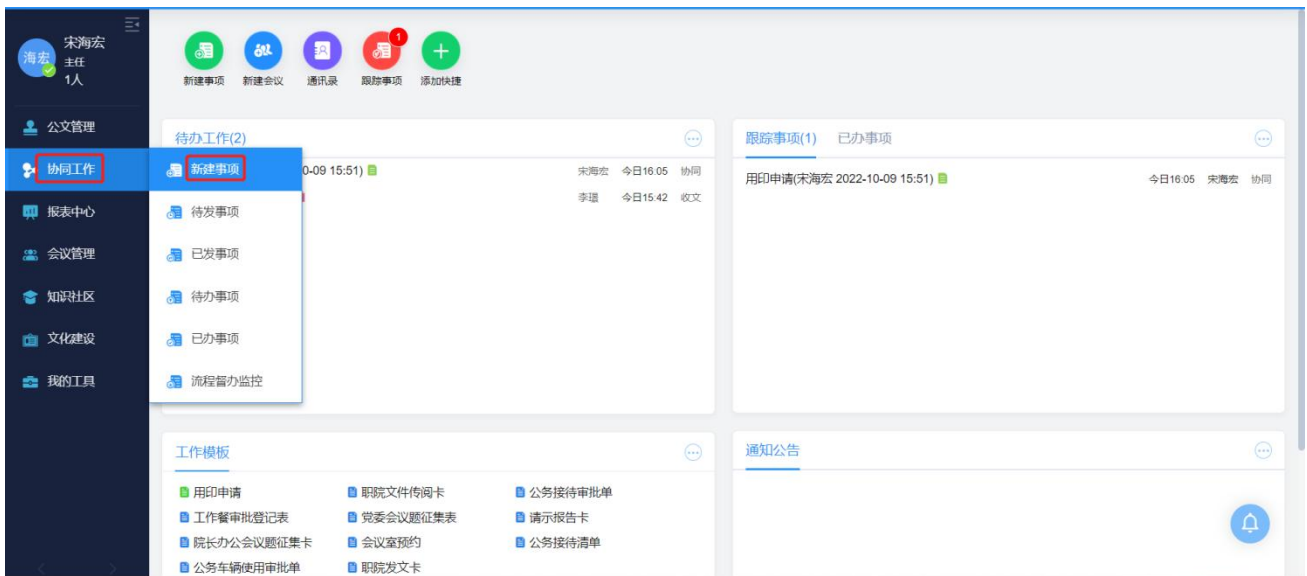 海宏
宋海宏
主任
1人
新建事项
新建会议
通讯录
1
跟踪事项
添加快捷
公文管理
协同工作
报表中心
会议管理
知识社区
文化建设
我的工具
新建事项
待发事项
已发事项
待办事项
已办事项
流程督办监控
待办工作(2)
0-09 15:51) 宋海宏 今日16:05 协同
李璟 今日15:42 收文
跟踪事项(1) 已办事项
用印申请(宋海宏 2022-10-09 15:51) 今日16:05 宋海宏 协同
工作模板
用印申请 职院文件传阅卡 公务接待审批单
工作餐审批登记表 党委会议题征集表 请示报告卡
院长办公会议题征集卡 会议室预约 公务接待清单
公务车辆使用审批单 职院发文卡
通知公告